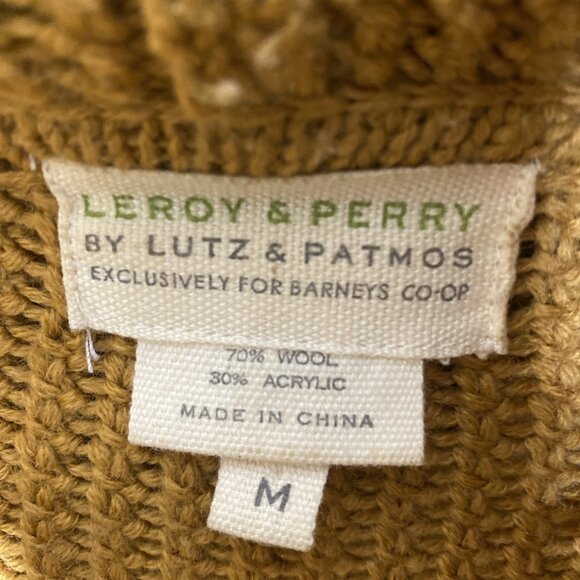 LEROY & PERRY
BY LUTZ & PATMOS
EXCLUSIVELY FOR BARNEYS CO-OP
70% WOOL
30% ACRYLIC
MADE IN CHINA
M